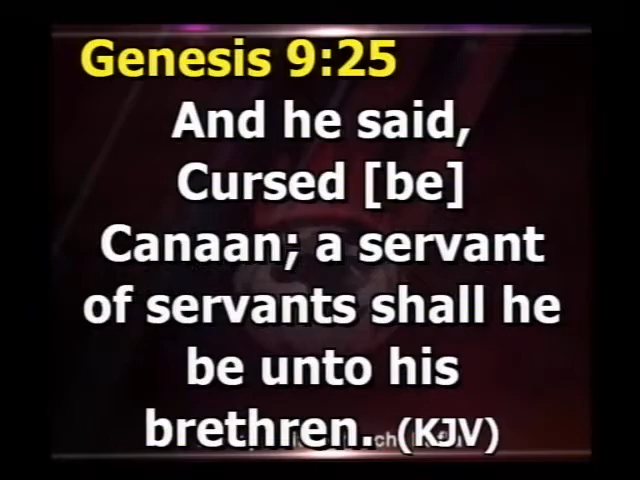 Genesis 9:25
And he said,
Cursed [be]
Canaan; a servant
of servants shall he
be unto his
brethren. (KJV)